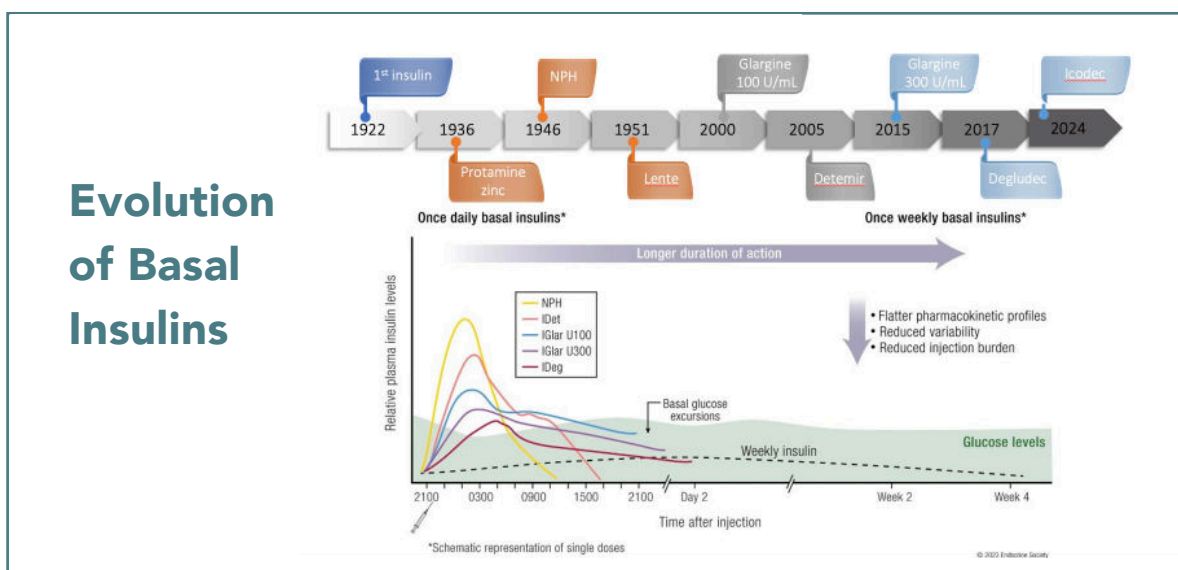 Evolution
of Basal
Insulins
1st insulin
NPH
Glargine
100 U/mL
Glargine
300 U/mL
Icodec
1922
1936
1946
1951
2000
2005
2015
2017
2024
Protamine
zinc
Lente
Detemir
Degludec
Once daily basal insulins*
Once weekly basal insulins*
Longer duration of action
• Flatter pharmacokinetic profiles
• Reduced variability
• Reduced injection burden
Relative plasma insulin levels
NPH
IDet
IGlar U100
IGlar U300
IDeg
Basal glucose
excursions
Glucose levels
Weekly insulin
2100 0300 0900 1500 2100 Day 2 Week 2 Week 4
Time after injection
*Schematic representation of single doses
© 2023 Endocrine Society